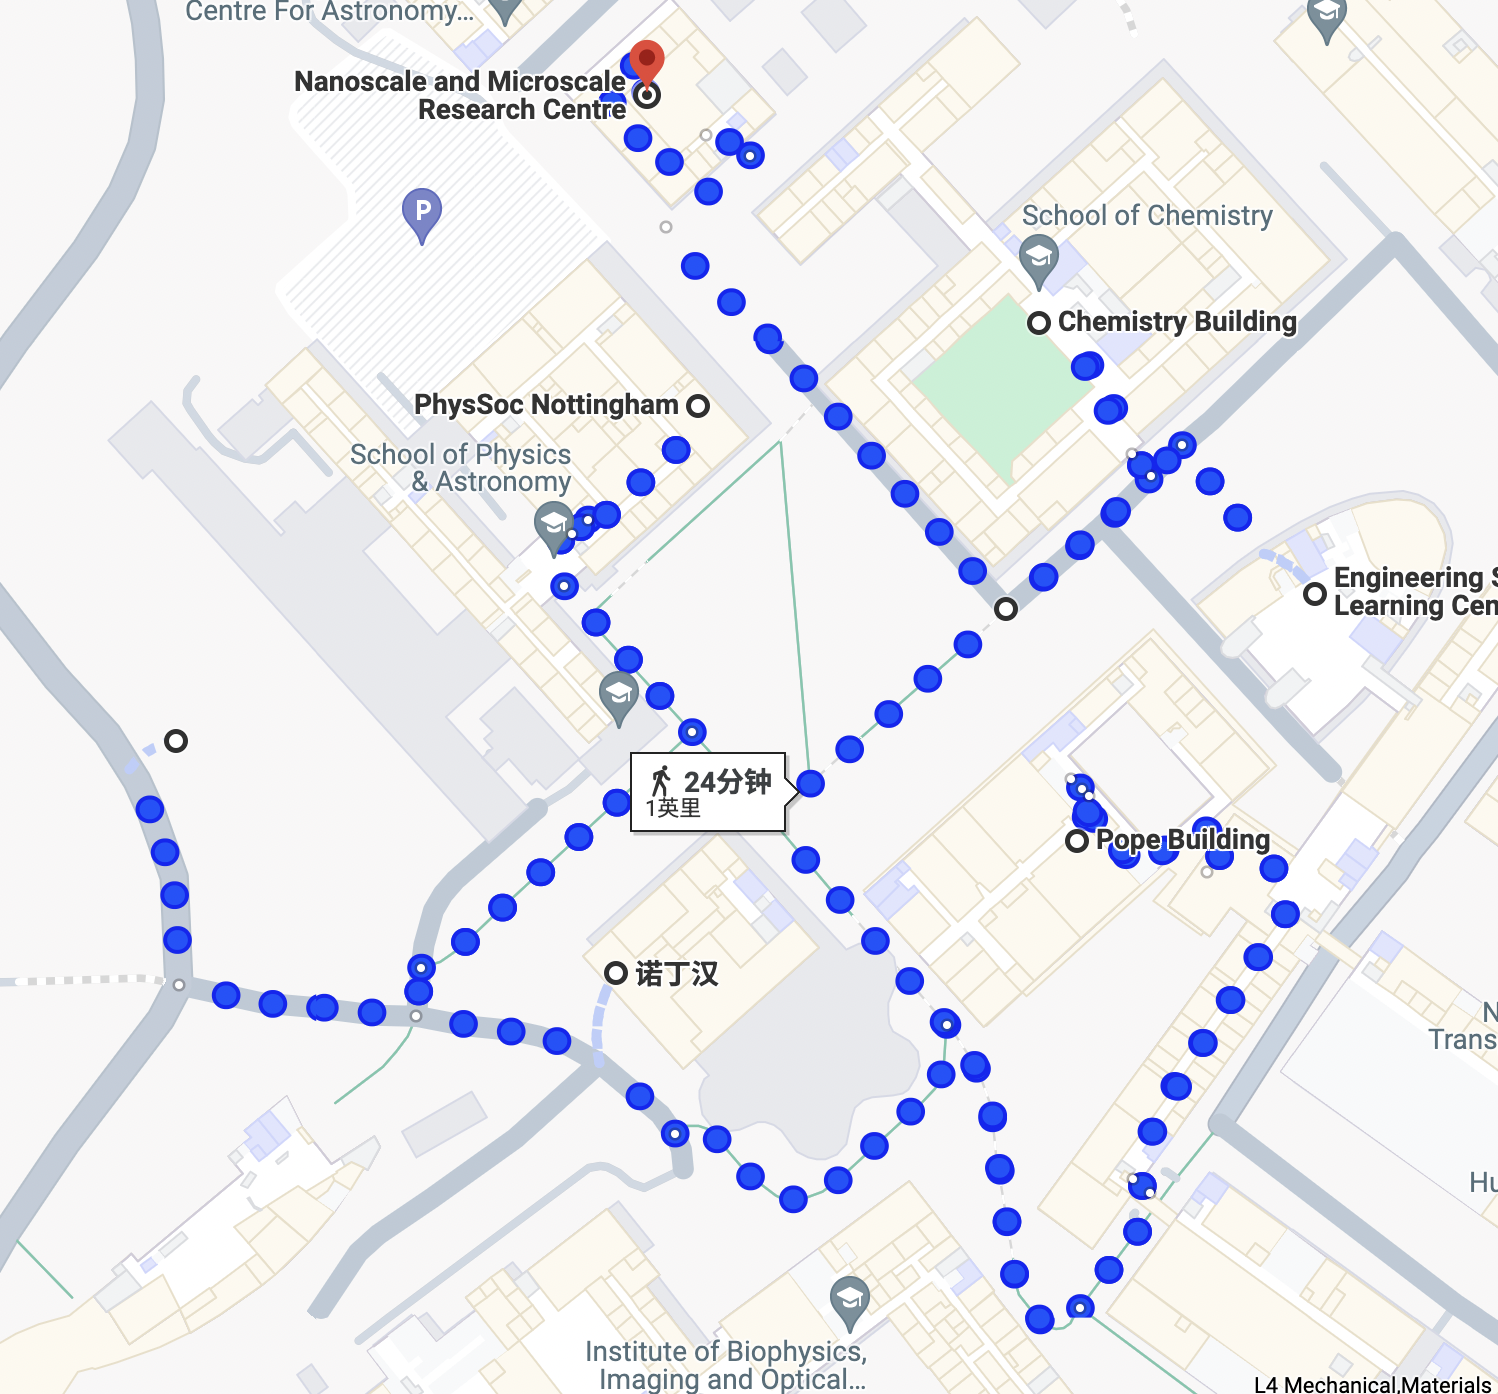 Centre For Astronomy...
Nanoscale and Microscale
Research Centre
P
School of Chemistry
Chemistry Building
PhysSoc Nottingham
School of Physics
& Astronomy
Engineering S
Learning Cen
24分钟
1英里
Pope Building
诺丁汉
N
Trans
Hu
Institute of Biophysics,
Imaging and Optical...
L4 Mechanical,Materials